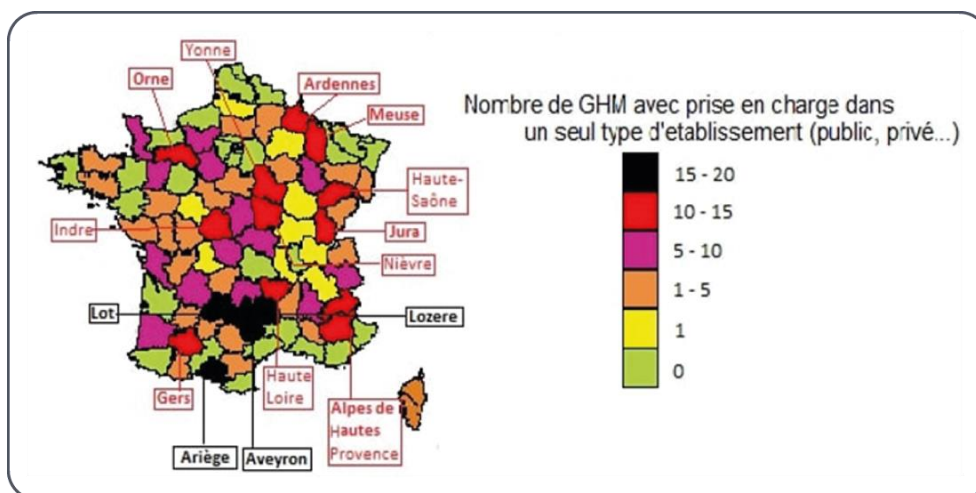 Yonne
Orne
Ardennes
Meuse
Haute-
Saône
Indre
Jura
Nièvre
Lot
Lozere
Haute
Loire
Gers
Alpes de
Hautes
Provence
Ariège
Aveyron
Nombre de GHM avec prise en charge dans
un seul type d'etablissement (public, privé...)
15 - 20
10 - 15
5 - 10
1 - 5
1
0